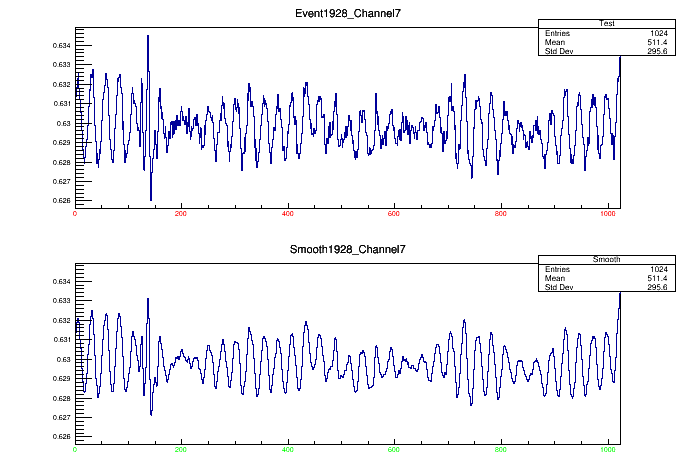 Event1928_Channel7
Test
Entries 1024
Mean 511.4
Std Dev 295.6
0.634
0.633
0.632
0.631
0.63
0.629
0.628
0.627
0.626
0 200 400 600 800 1000
Smooth1928_Channel7
Smooth
Entries 1024
Mean 511.4
Std Dev 295.6
0.634
0.633
0.632
0.631
0.63
0.629
0.628
0.627
0.626
0 200 400 600 800 1000